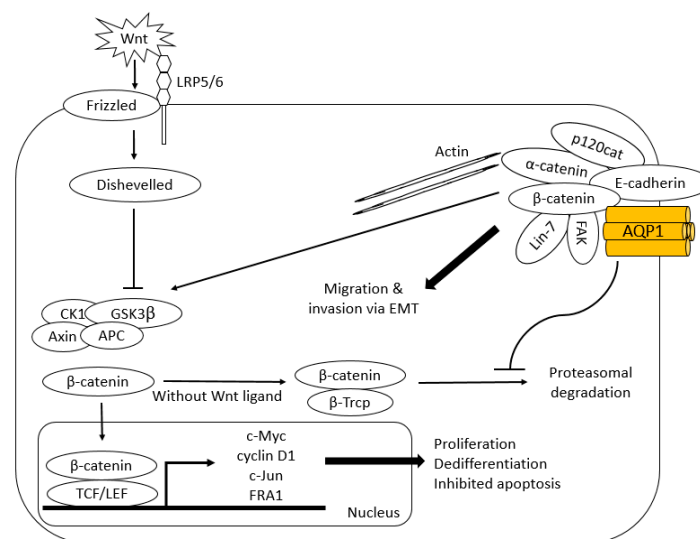 Wnt
LRP5/6
Frizzled
Dishevelled
Actin
p120cat
α-catenin
E-cadherin
β-catenin
Lin-7
FAK
AQP1
Migration &
invasion via EMT
CK1
GSK3β
Axin
APC
β-catenin
Without Wnt ligand
β-catenin
β-Trcp
Proteasomal
degradation
β-catenin
TCF/LEF
c-Myc
cyclin D1
c-Jun
FRA1
Nucleus
Proliferation
Dedifferentiation
Inhibited apoptosis